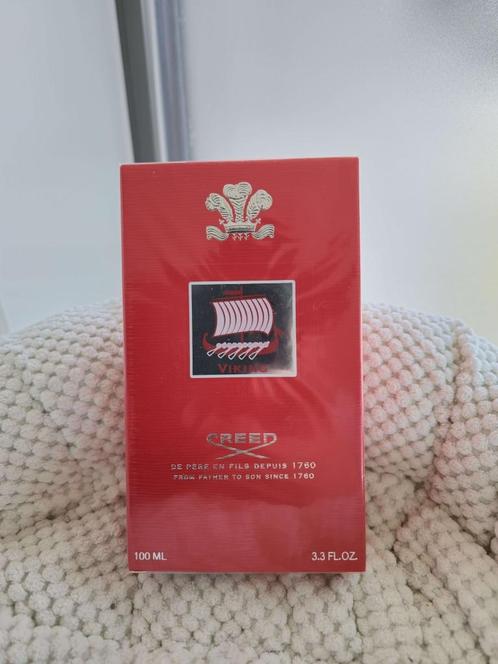 VIKING
CREED
DE PÈRE EN FILS DEPUIS 1760
FROM FATHER TO SON SINCE 1760
100 ML 3.3 FL.OZ.